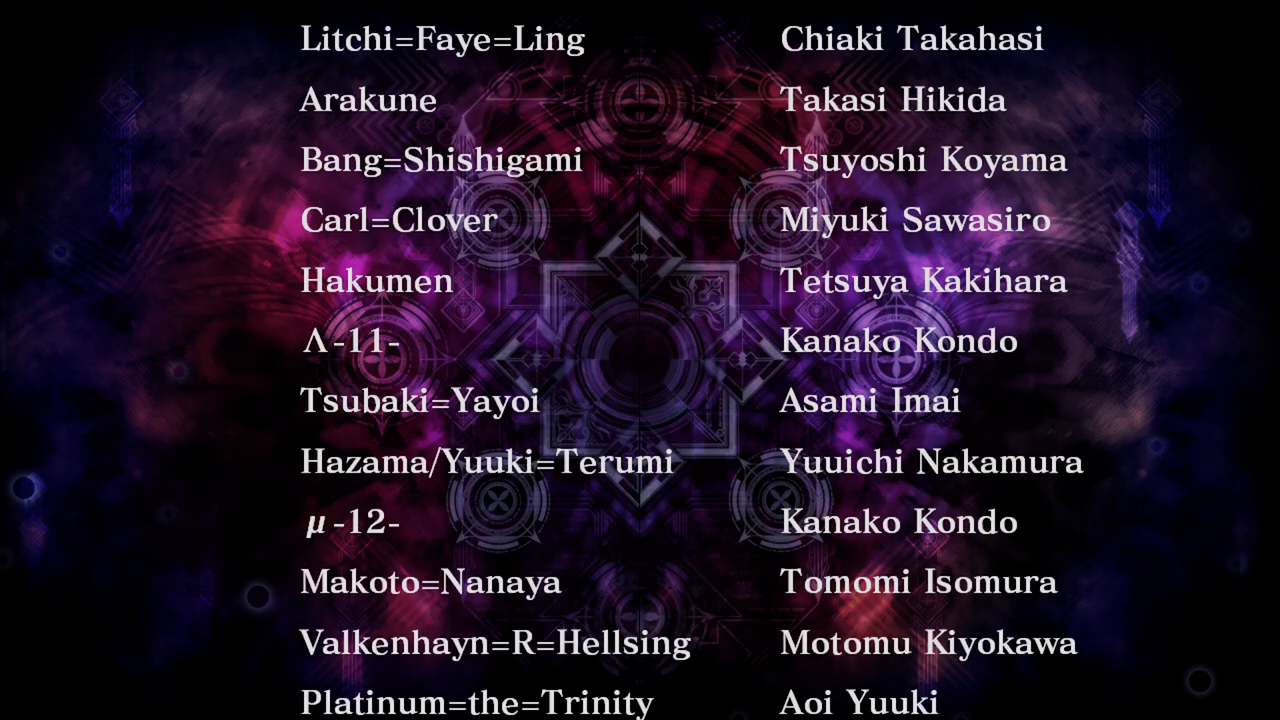 Litchi=Faye=Ling Chiaki Takahasi
Arakune Takasi Hikida
Bang=Shishigami Tsuyoshi Koyama
Carl=Clover Miyuki Sawasiro
Hakumen Tetsuya Kakihara
Λ-11- Kanako Kondo
Tsubaki=Yayoi Asami Imai
Hazama/Yuuki=Terumi Yuuichi Nakamura
μ-12- Kanako Kondo
Makoto=Nanaya Tomomi Isomura
Valkenhayn=R=Hellsing Motomu Kiyokawa
Platinum=the=Trinity Aoi Yuuki